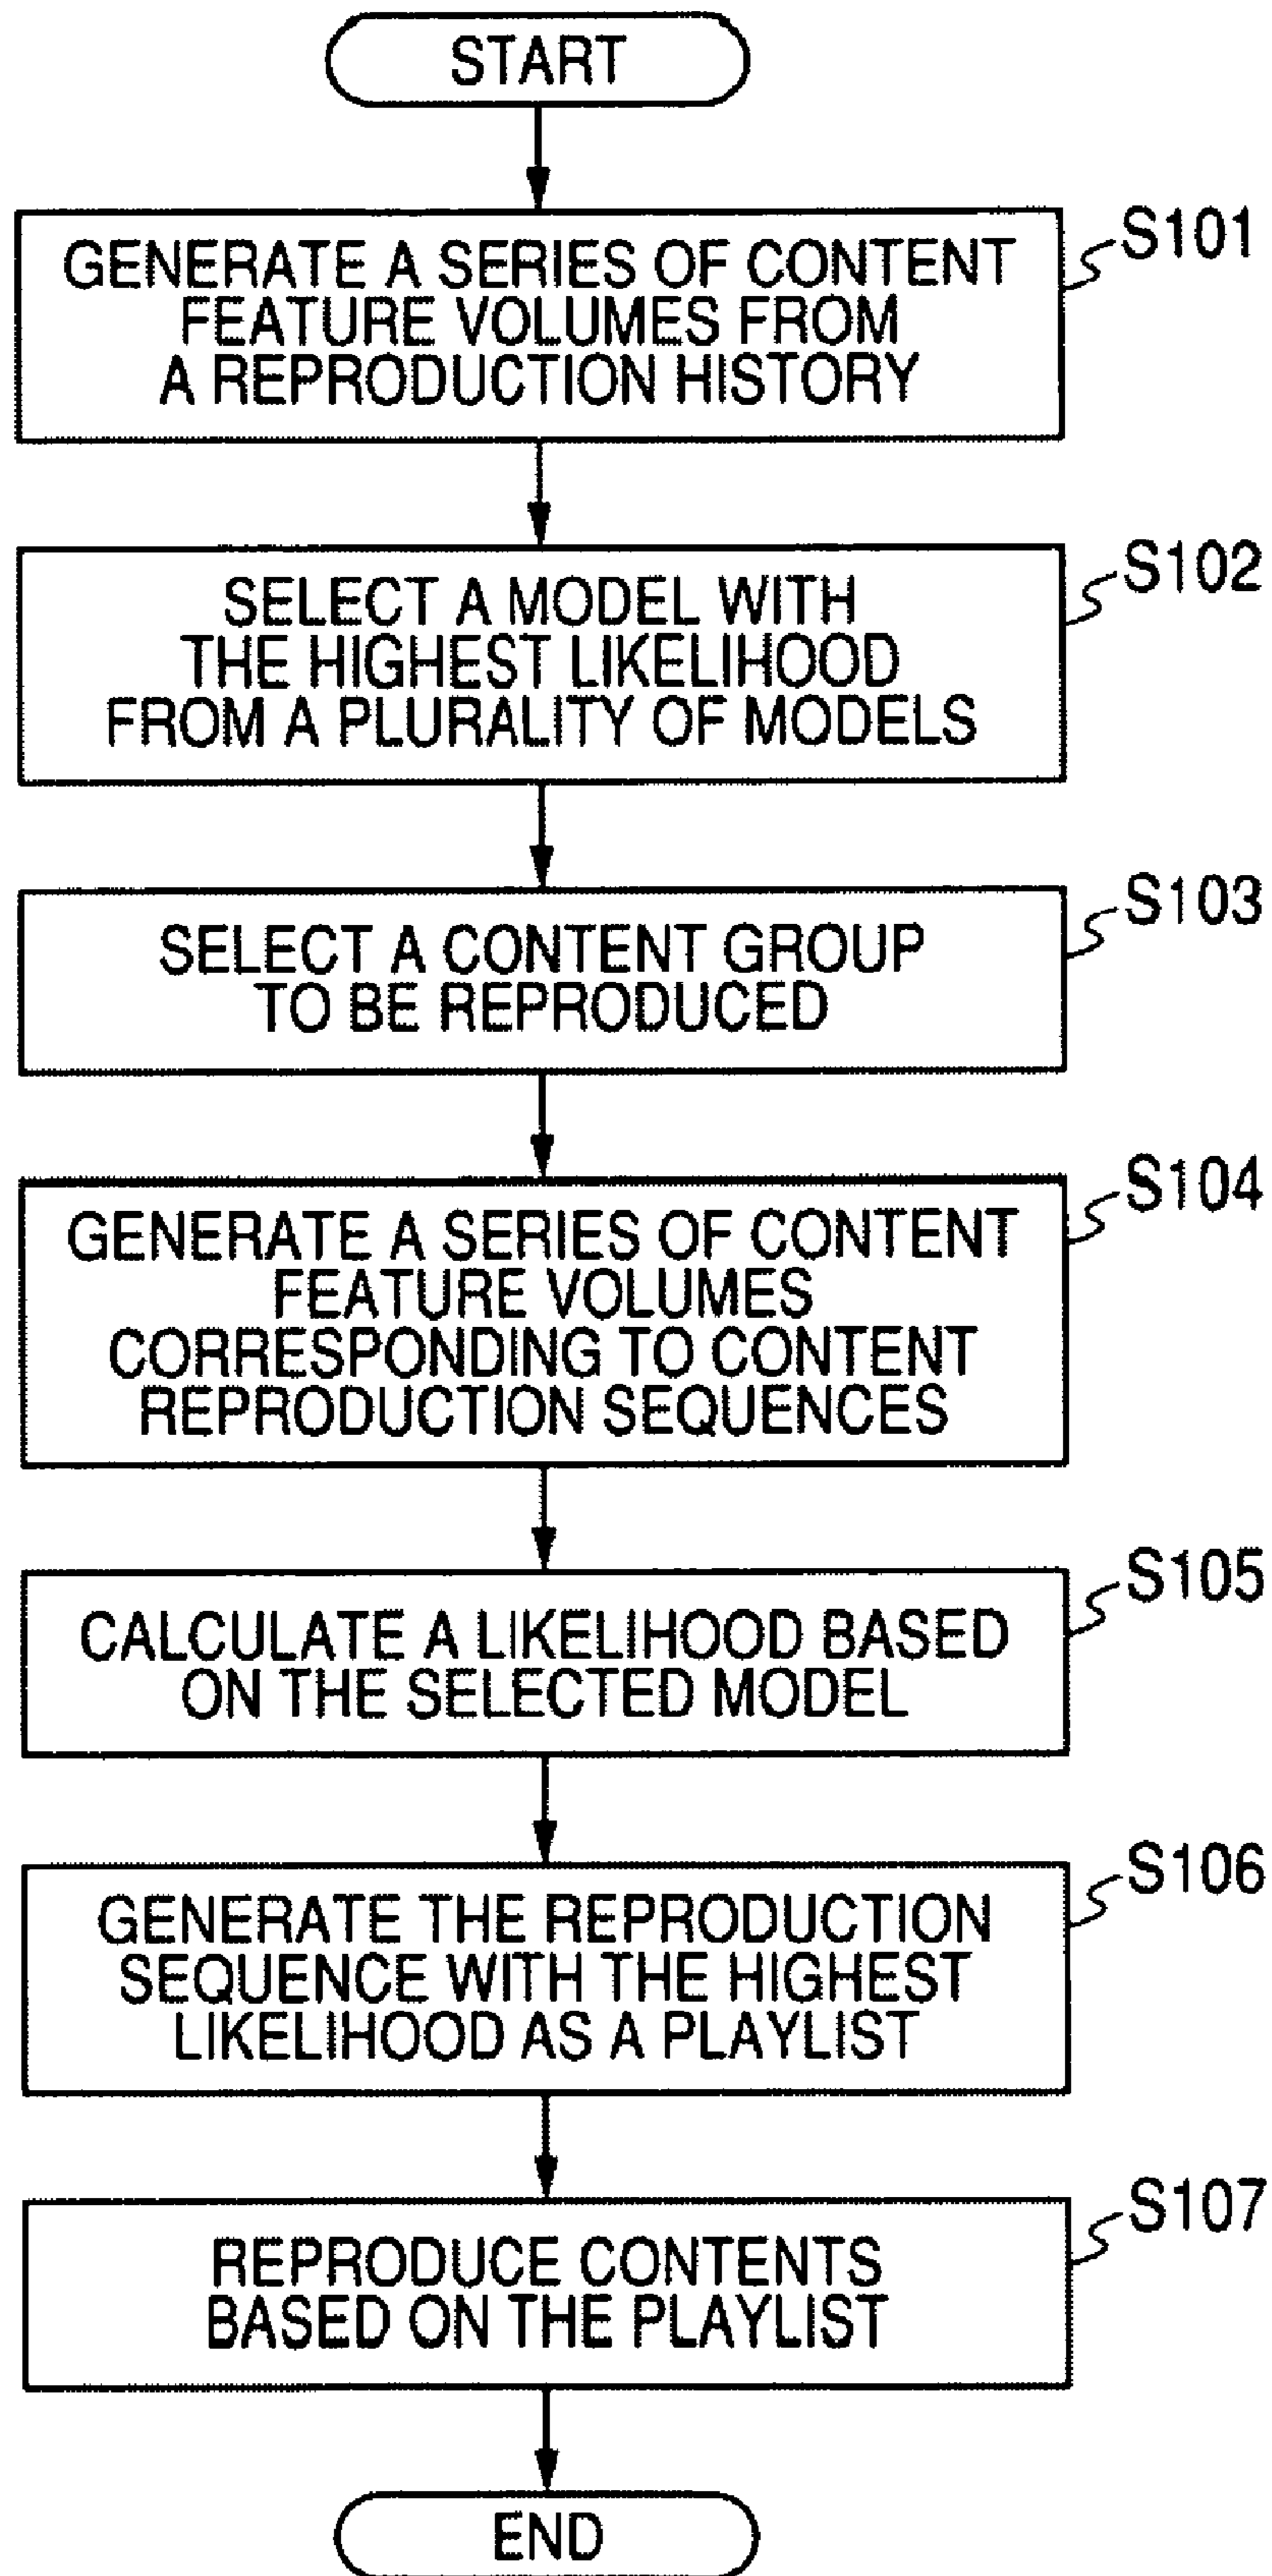 START
S101
GENERATE A SERIES OF CONTENT
FEATURE VOLUMES FROM
A REPRODUCTION HISTORY
S102
SELECT A MODEL WITH
THE HIGHEST LIKELIHOOD
FROM A PLURALITY OF MODELS
S103
SELECT A CONTENT GROUP
TO BE REPRODUCED
S104
GENERATE A SERIES OF CONTENT
FEATURE VOLUMES
CORRESPONDING TO CONTENT
REPRODUCTION SEQUENCES
S105
CALCULATE A LIKELIHOOD BASED
ON THE SELECTED MODEL
S106
GENERATE THE REPRODUCTION
SEQUENCE WITH THE HIGHEST
LIKELIHOOD AS A PLAYLIST
S107
REPRODUCE CONTENTS
BASED ON THE PLAYLIST
END